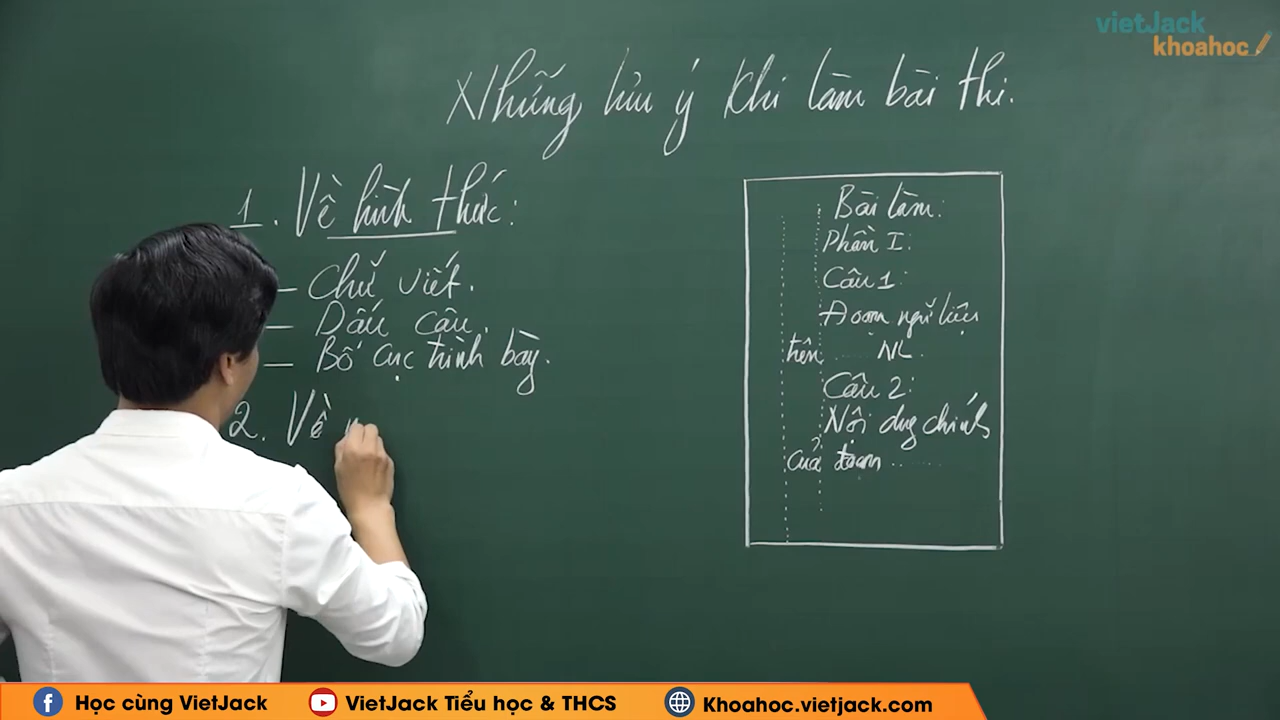 vietJack
khoahoc
Những lưu ý khi làm bài thi.
1. Về hình thức:
– Chữ viết.
– Dấu câu.
– Bố cục trình bày.
2. Về
Bài làm:
Phần I:
Câu 1:
Đoạn ngữ liệu
trên ...... NL.
Câu 2:
Nội dung chính
của đoạn ........
Học cùng VietJack
VietJack Tiểu học & THCS
Khoahoc.vietjack.com